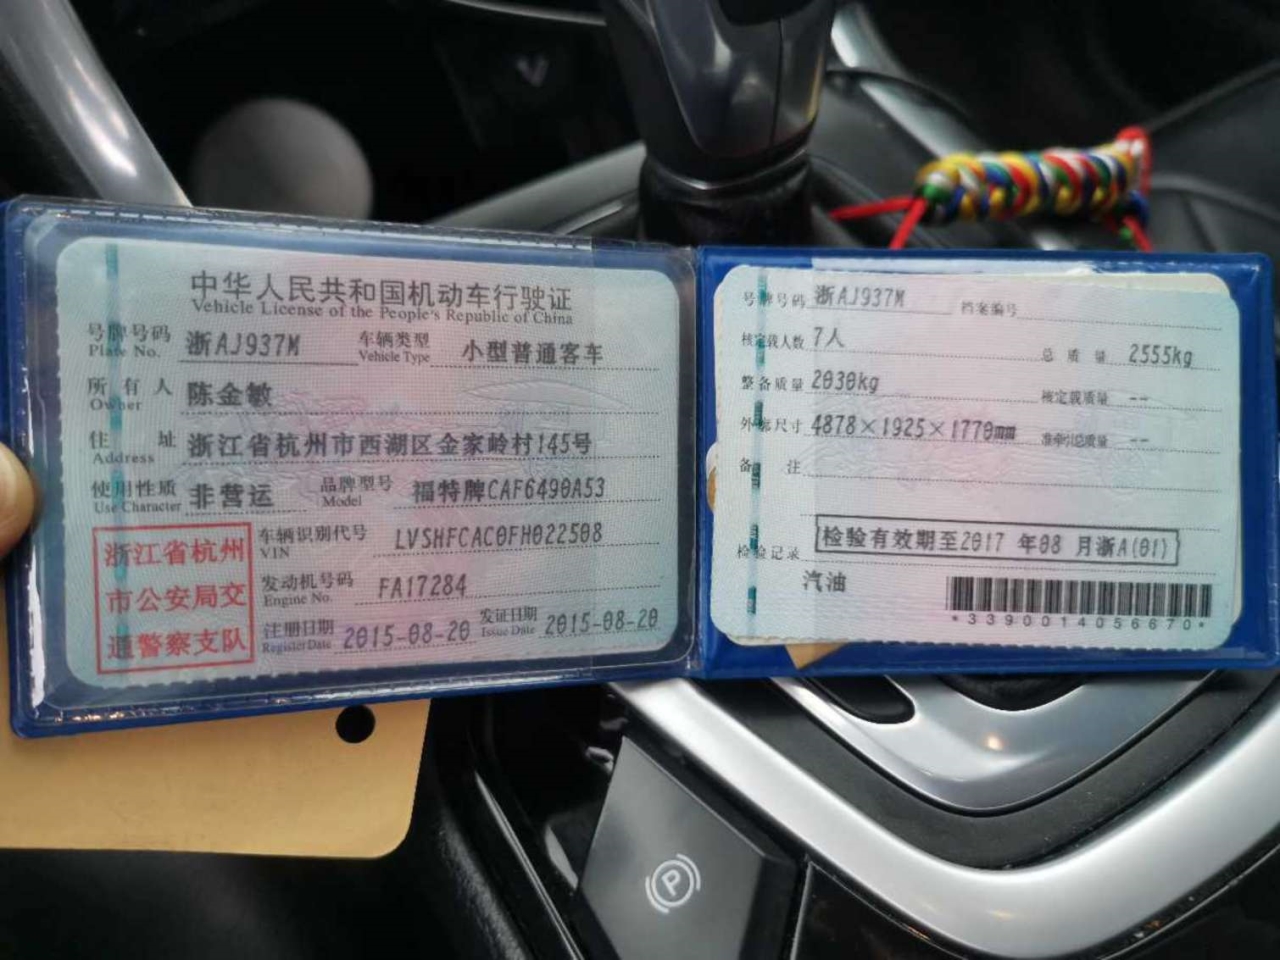 中华人民共和国机动车行驶证
Vehicle License of the People's Republic of China
号牌号码 浙AJ937M 车辆类型 小型普通客车
Plate No. Vehicle Type
所有人 陈金敏
Owner
住址 浙江省杭州市西湖区金家岭村145号
Address
使用性质 非营运 品牌型号 福特牌CAF6490A53
Use Character Model
浙江省杭州
市公安局交
通警察支队
车辆识别代号 LVSHFCAC0FH022508
VIN
发动机号码 FA17284
Engine No.
注册日期 2015-08-20 发证日期 2015-08-20
Register Date Issue Date
号牌号码 浙AJ937M 档案编号
核定载人数 7人 总质量 2555kg
整备质量 2030kg 核定载质量 --
外廓尺寸 4878×1925×1770mm 准牵引总质量 --
备注
检验记录 检验有效期至2017 年08 月浙A(01)
汽油
*3390014056670*
P